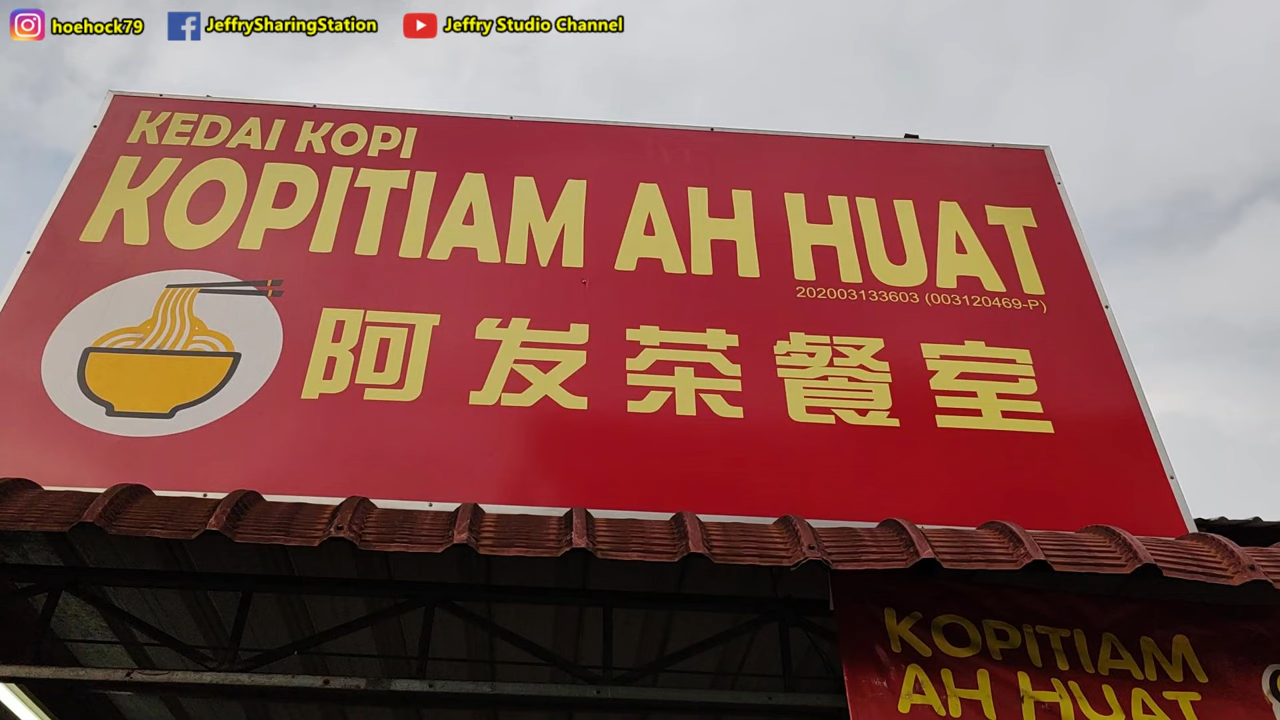 hoehock79 JeffrySharingStation Jeffry Studio Channel
KEDAI KOPI
KOPITIAM AH HUAT
202003133603 (003120469-P)
阿发茶餐室
KOPITIAM
AH HUAT